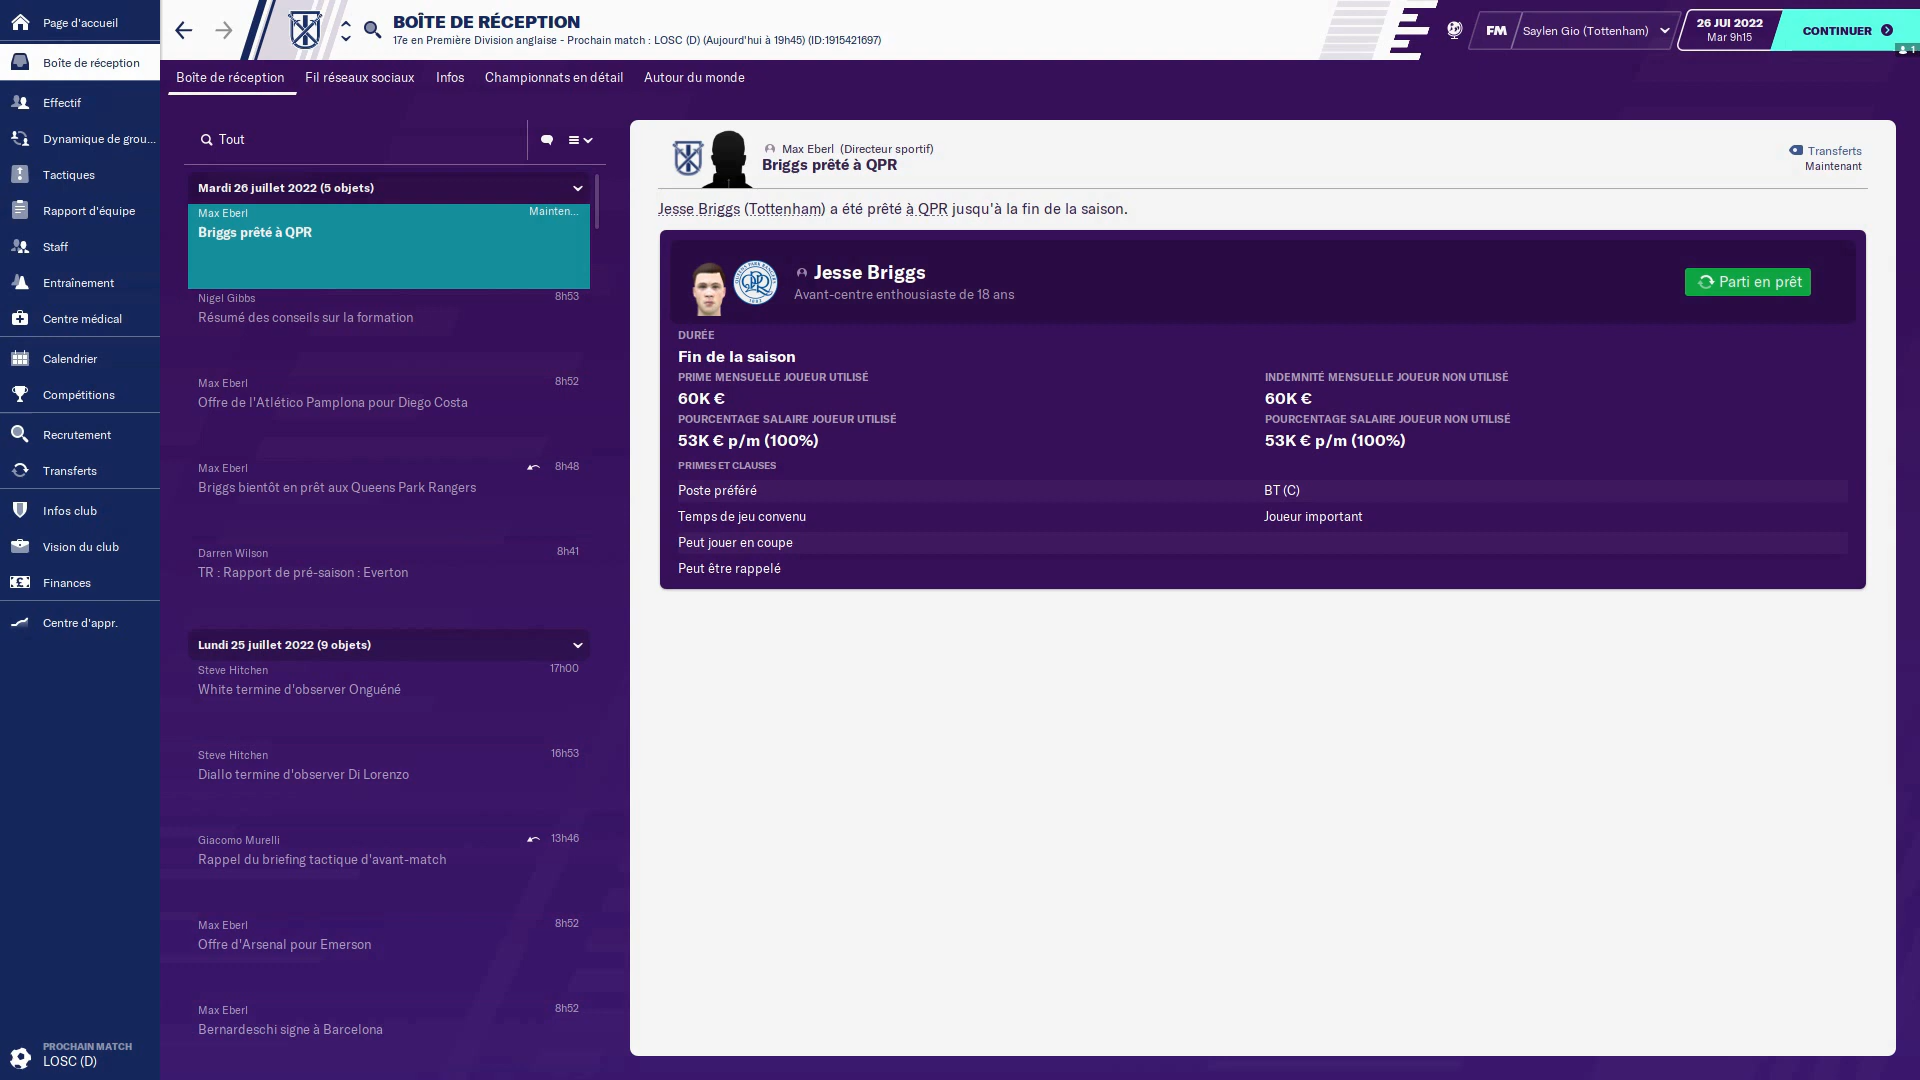 Page d'accueil
Boîte de réception
Effectif
Dynamique de grou...
Tactiques
Rapport d'équipe
Staff
Entraînement
Centre médical
Calendrier
Compétitions
Recrutement
Transferts
Infos club
Vision du club
Finances
Centre d'appr.
PROCHAIN MATCH
LOSC (D)
BOÎTE DE RÉCEPTION
17e en Première Division anglaise - Prochain match : LOSC (D) (Aujourd'hui à 19h45) (ID:1915421697)
FM Saylen Gio (Tottenham)
26 JUI 2022
Mar 9h15
CONTINUER
1
Boîte de réception Fil réseaux sociaux Infos Championnats en détail Autour du monde
Tout
Mardi 26 juillet 2022 (5 objets)
Max Eberl Mainten...
Briggs prêté à QPR
Nigel Gibbs 8h53
Résumé des conseils sur la formation
Max Eberl 8h52
Offre de l'Atlético Pamplona pour Diego Costa
Max Eberl 8h48
Briggs bientôt en prêt aux Queens Park Rangers
Darren Wilson 8h41
TR : Rapport de pré-saison : Everton
Lundi 25 juillet 2022 (9 objets)
Steve Hitchen 17h00
White termine d'observer Onguéné
Steve Hitchen 16h53
Diallo termine d'observer Di Lorenzo
Giacomo Murelli 13h46
Rappel du briefing tactique d'avant-match
Max Eberl 8h52
Offre d'Arsenal pour Emerson
Max Eberl 8h52
Bernardeschi signe à Barcelona
Max Eberl (Directeur sportif)
Briggs prêté à QPR
Transferts
Maintenant
Jesse Briggs (Tottenham) a été prêté à QPR jusqu'à la fin de la saison.
Jesse Briggs
Avant-centre enthousiaste de 18 ans
Parti en prêt
DURÉE
Fin de la saison
PRIME MENSUELLE JOUEUR UTILISÉ INDEMNITÉ MENSUELLE JOUEUR NON UTILISÉ
60K € 60K €
POURCENTAGE SALAIRE JOUEUR UTILISÉ POURCENTAGE SALAIRE JOUEUR NON UTILISÉ
53K € p/m (100%) 53K € p/m (100%)
PRIMES ET CLAUSES
Poste préféré BT (C)
Temps de jeu convenu Joueur important
Peut jouer en coupe
Peut être rappelé